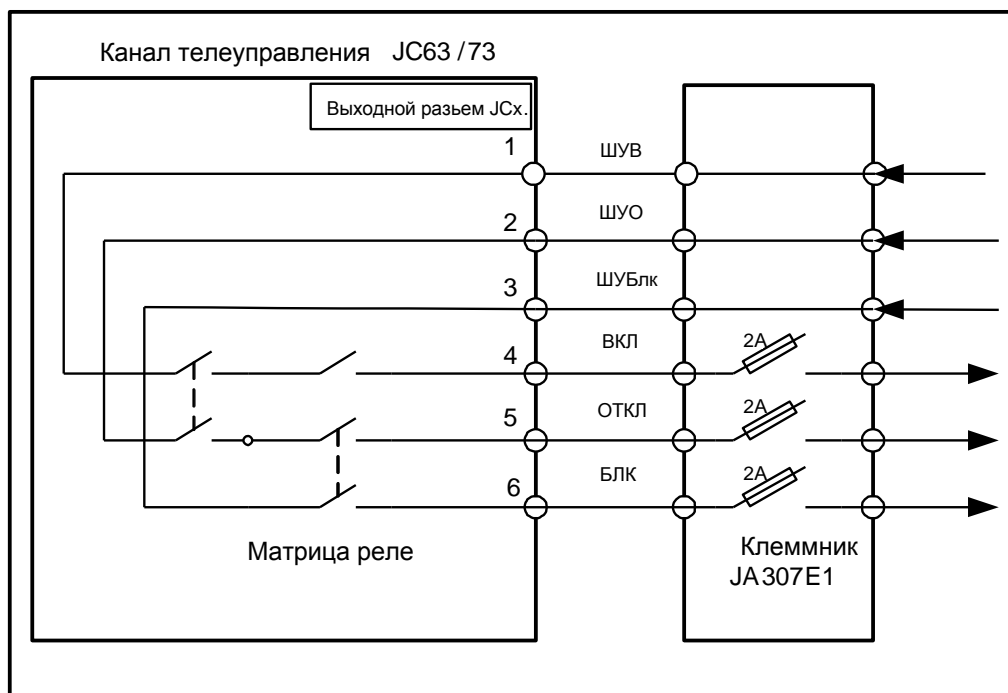 Канал телеуправления JC63 /73
Выходной разьем JCx.
1
ШУВ
2
ШУО
3
ШУБлк
4
ВКЛ
2А
5
ОТКЛ
2А
6
БЛК
2А
Матрица реле
Клеммник
JA307E1